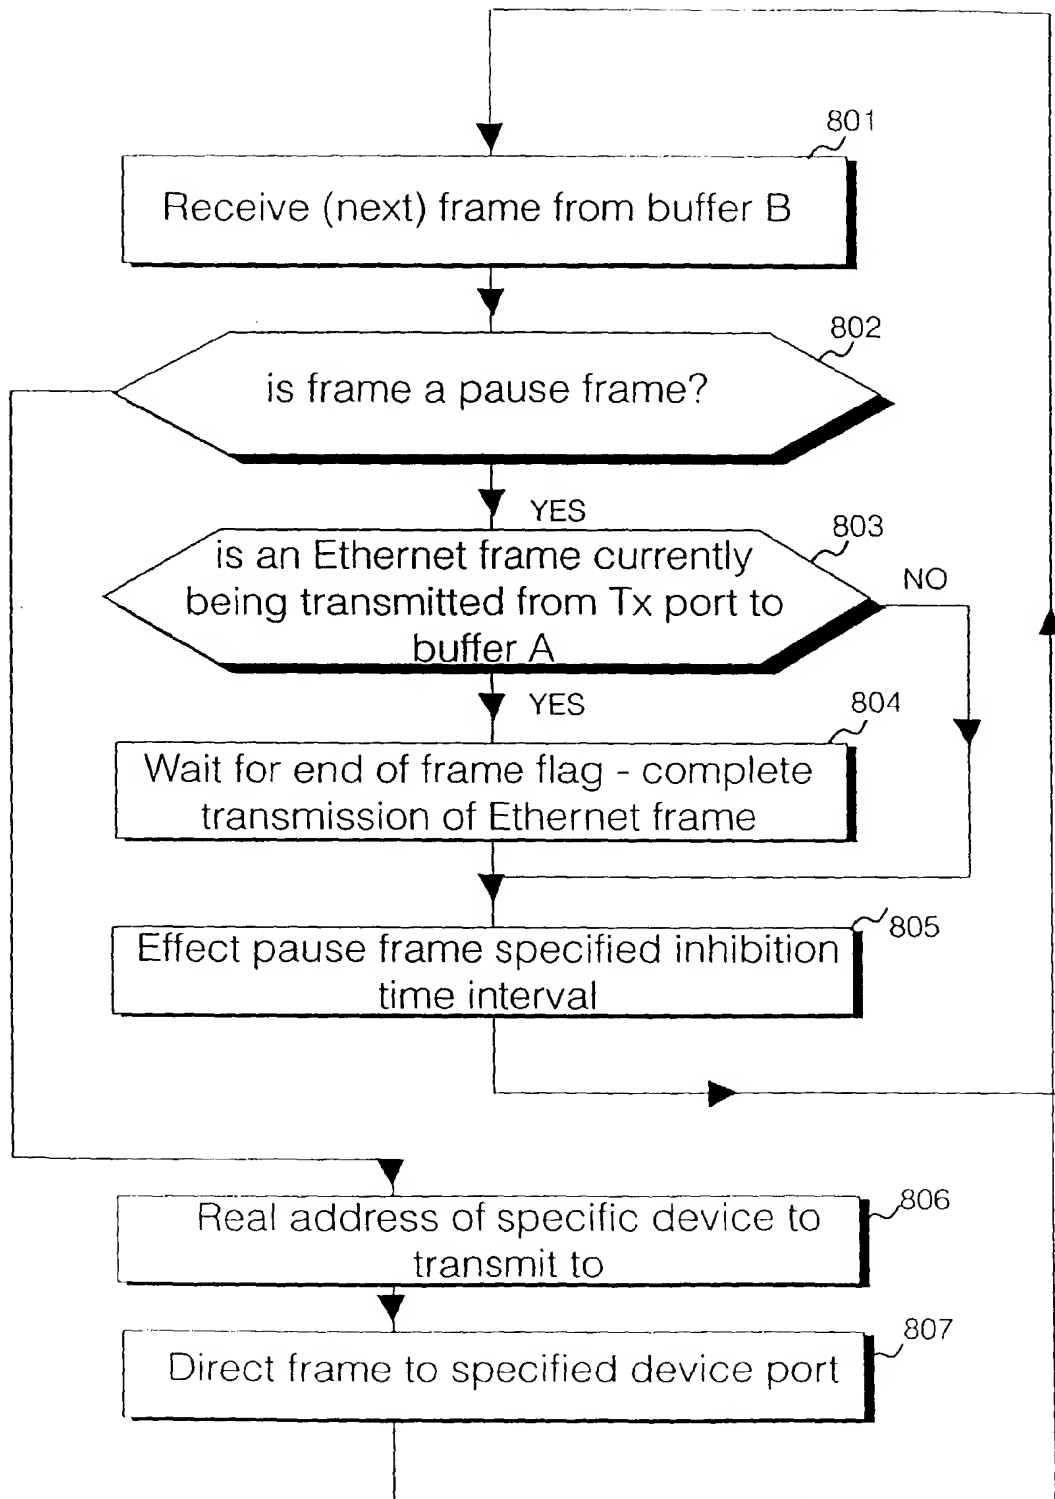 801
Receive (next) frame from buffer B
802
is frame a pause frame?
YES
803
is an Ethernet frame currently
being transmitted from Tx port to
buffer A
NO
YES
804
Wait for end of frame flag - complete
transmission of Ethernet frame
805
Effect pause frame specified inhibition
time interval
806
Real address of specific device to
transmit to
807
Direct frame to specified device port